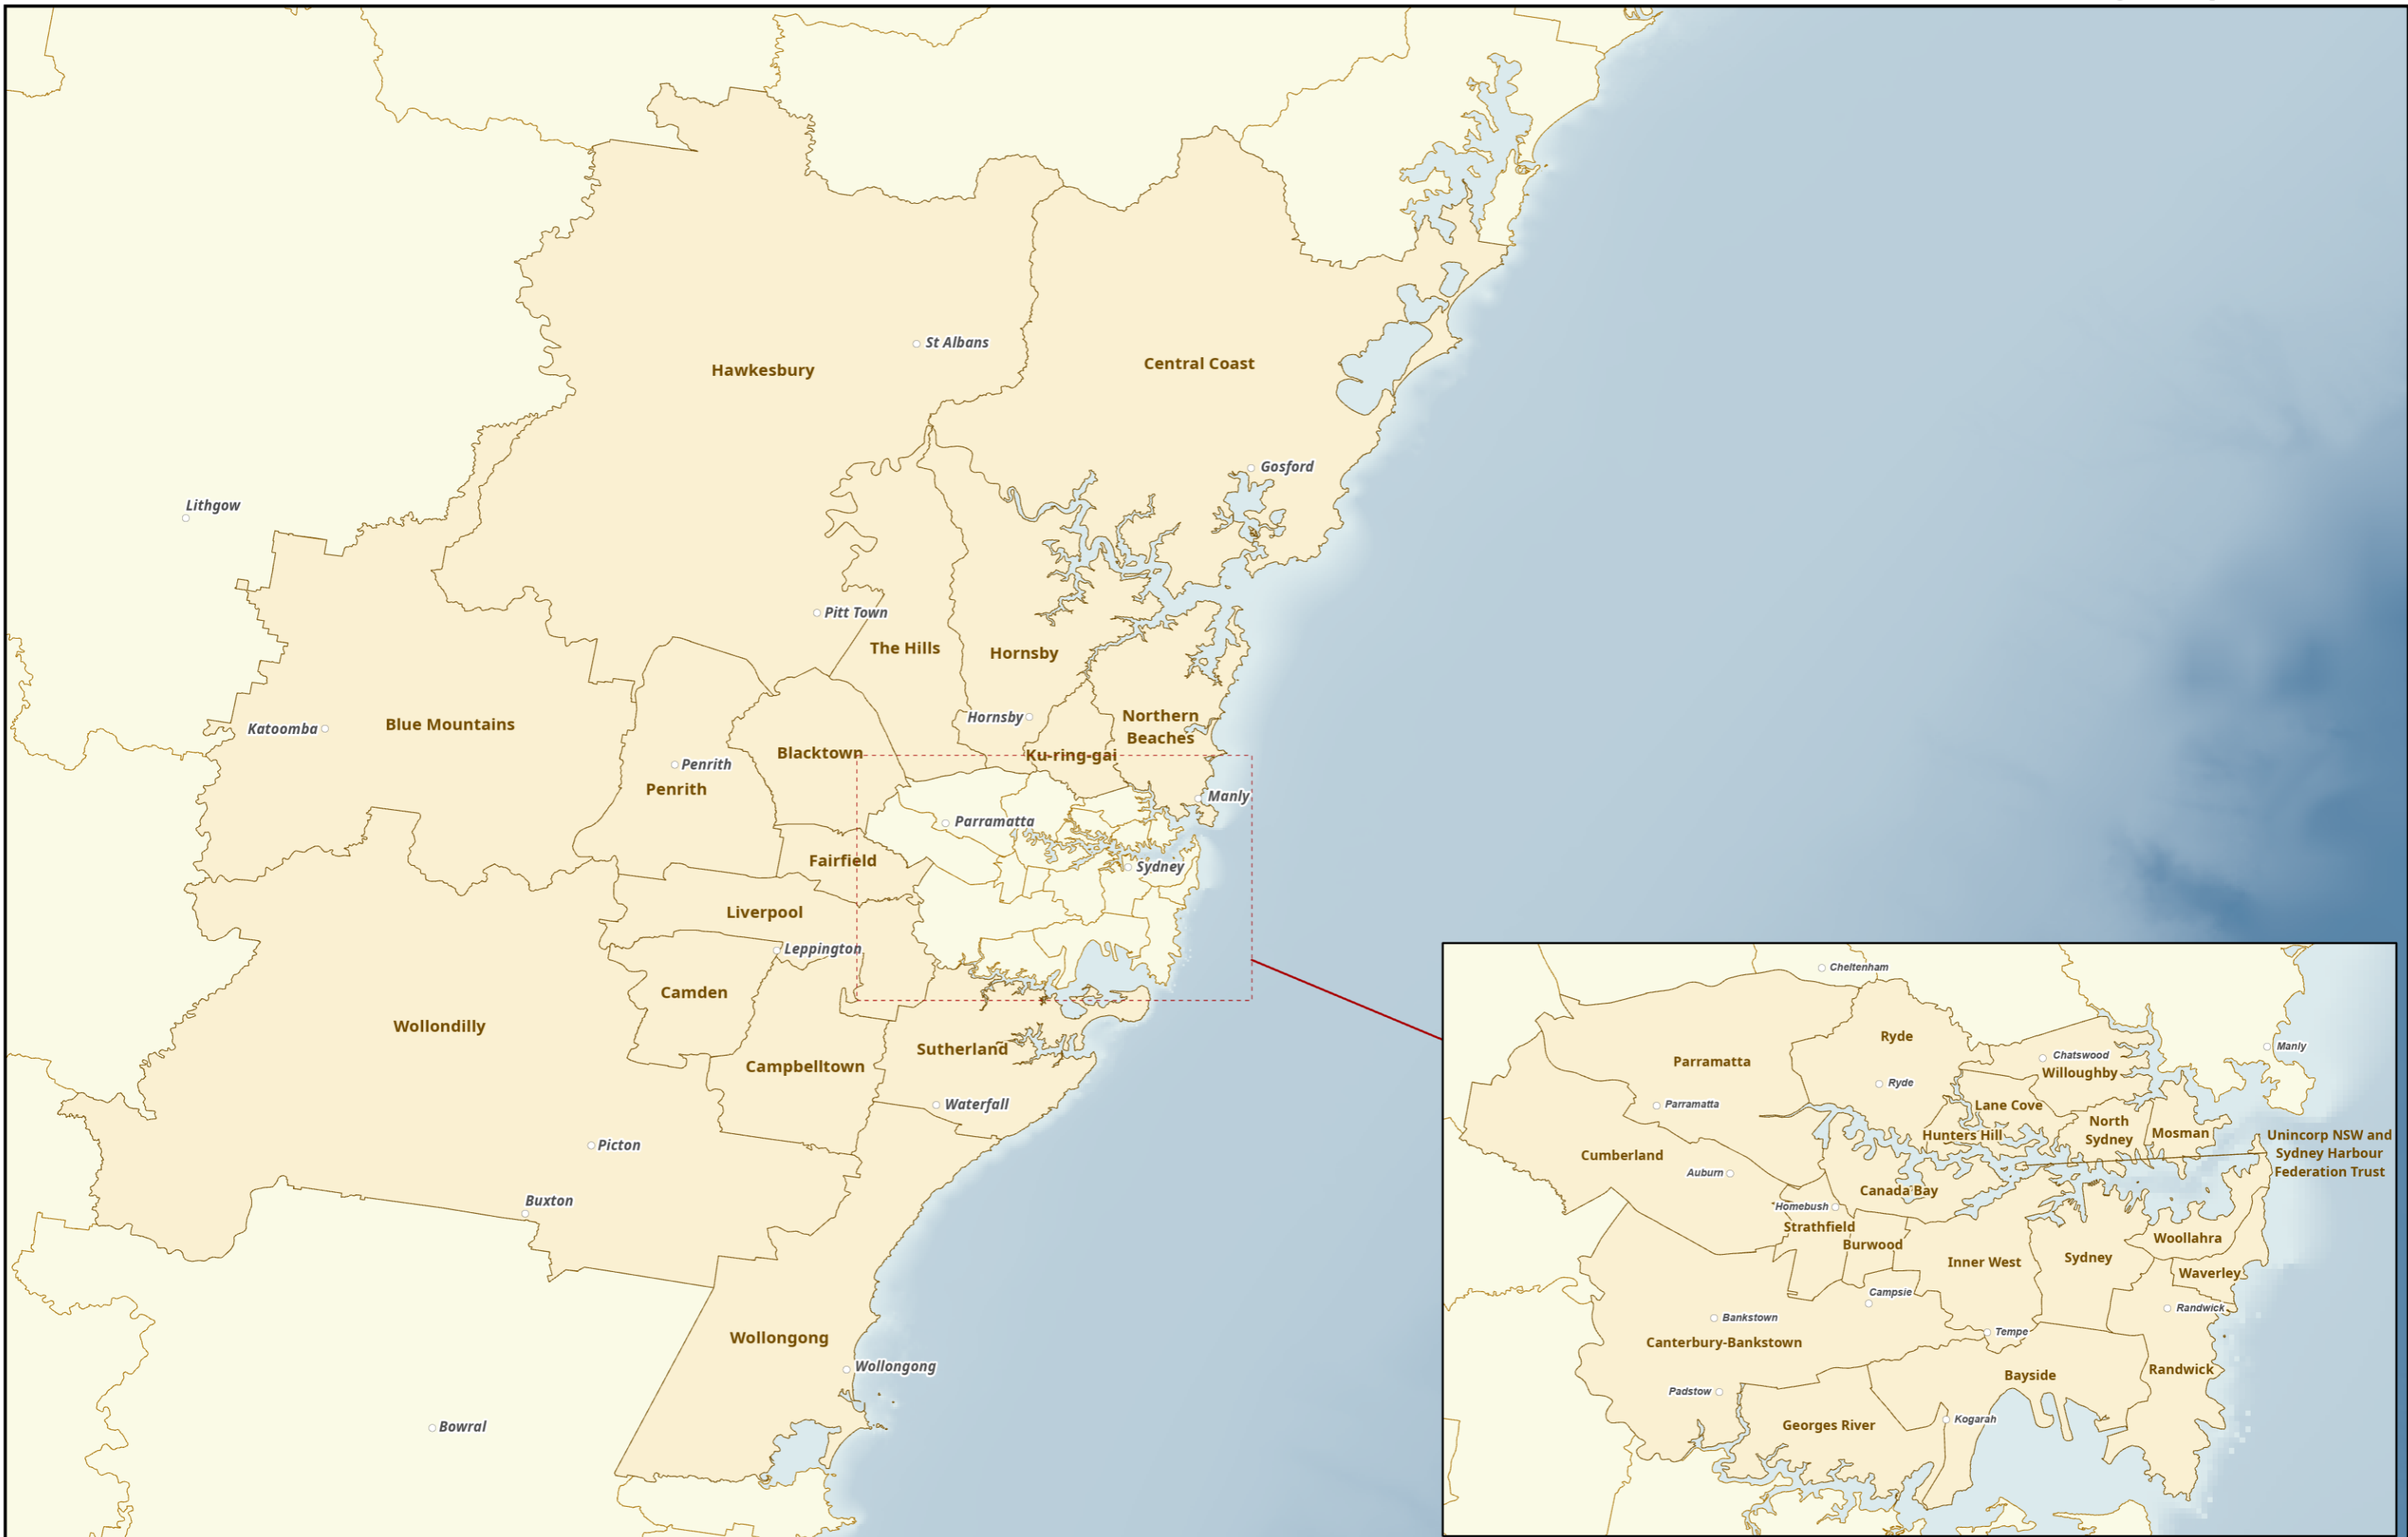 St Albans
Hawkesbury
Central Coast
Gosford
Lithgow
Pitt Town
The Hills
Hornsby
Katoomba
Blue Mountains
Hornsby
Northern
Beaches
Blacktown
Ku-ring-gai
Penrith
Penrith
Manly
Parramatta
Fairfield
Sydney
Liverpool
Leppington
Camden
Wollondilly
Sutherland
Campbelltown
Waterfall
Picton
Buxton
Wollongong
Wollongong
Bowral
Cheltenham
Ryde
Manly
Chatswood
Parramatta
Willoughby
Ryde
Parramatta
Lane Cove
North
Sydney
Mosman
Hunters Hill
Unincorp NSW and
Sydney Harbour
Federation Trust
Cumberland
Auburn
Canada Bay
Homebush
Strathfield
Burwood
Woollahra
Inner West
Sydney
Waverley
Campsie
Randwick
Bankstown
Tempe
Canterbury-Bankstown
Randwick
Bayside
Padstow
Kogarah
Georges River